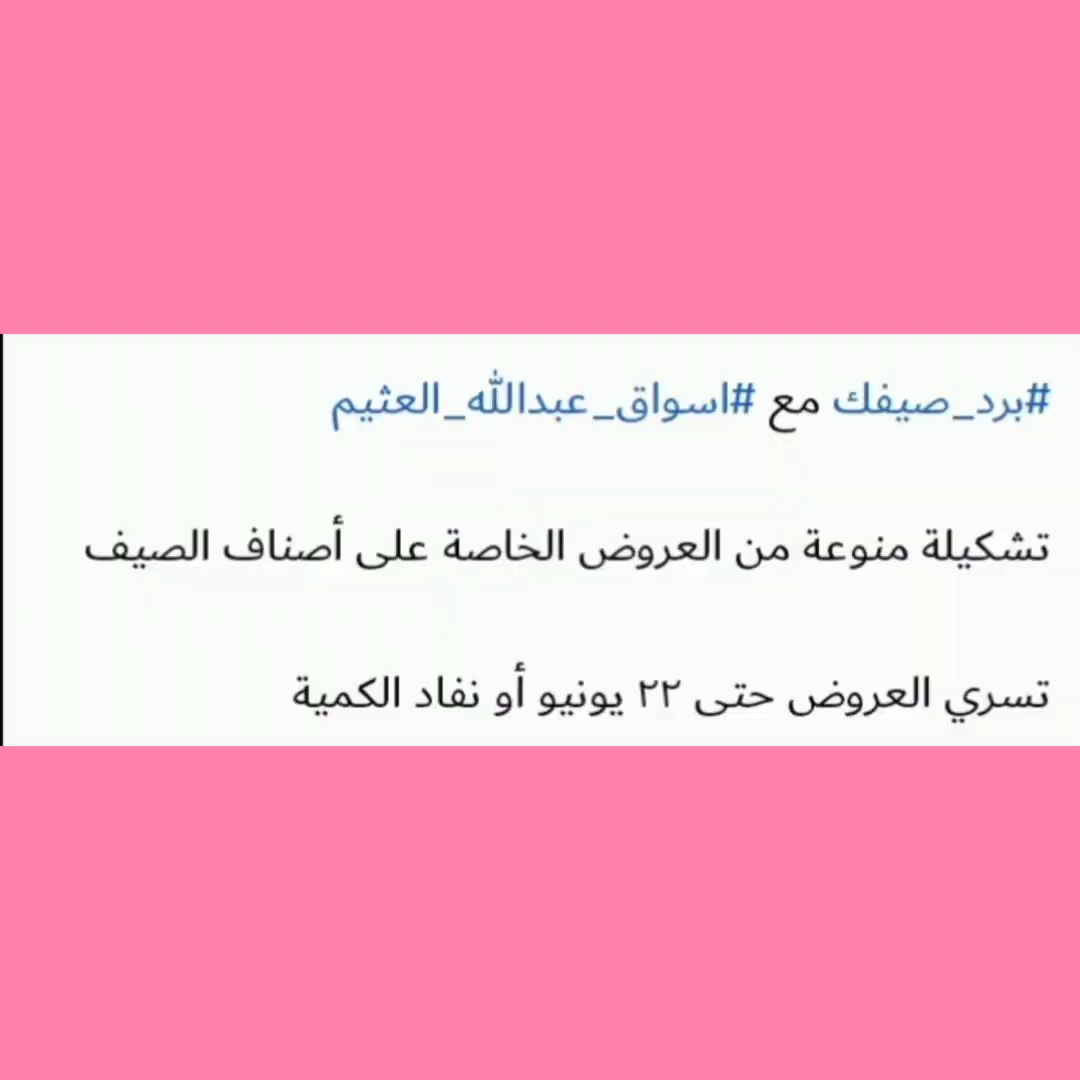 #برد_صيفك مع #اسواق_عبدالله_العثيم
تشكيلة منوعة من العروض الخاصة على أصناف الصيف
تسري العروض حتى ٢٢ يونيو أو نفاد الكمية